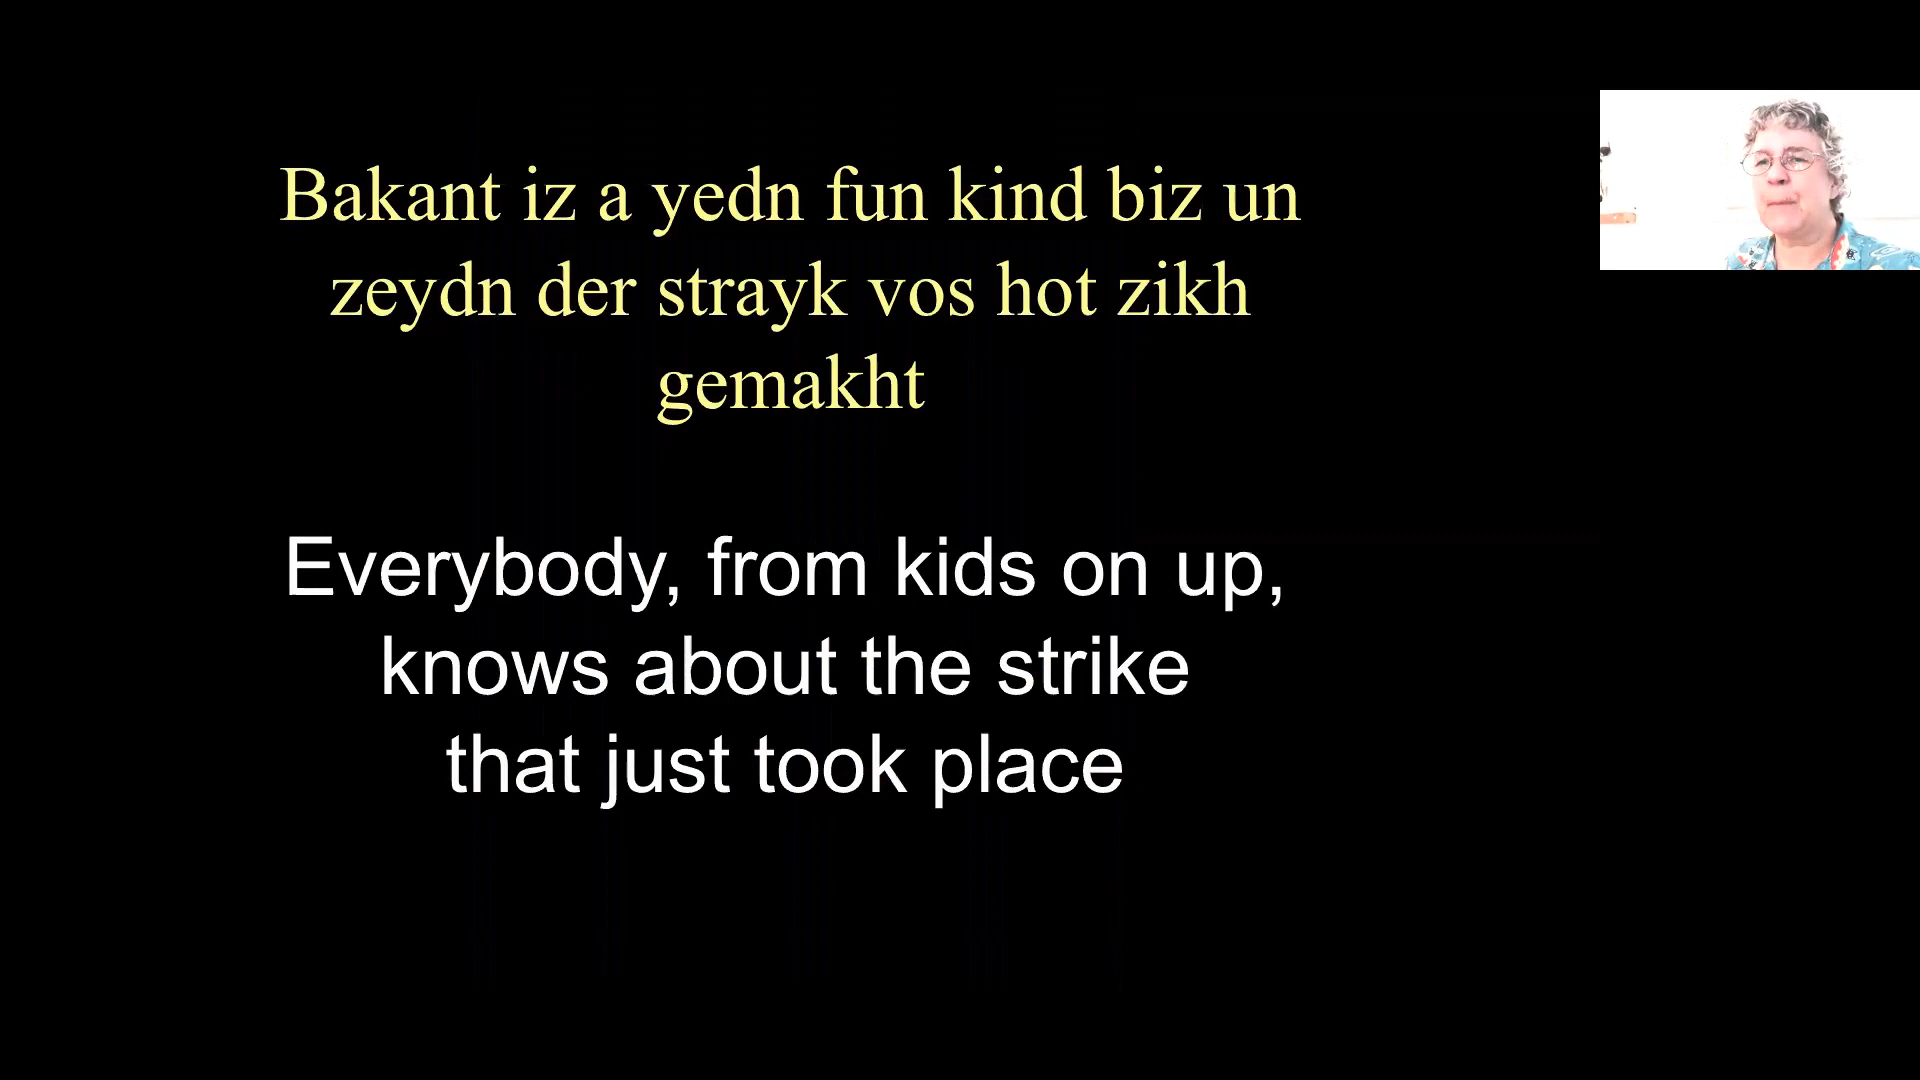 Bakant iz a yedn fun kind biz un
zeydn der strayk vos hot zikh
gemakht
Everybody, from kids on up,
knows about the strike
that just took place